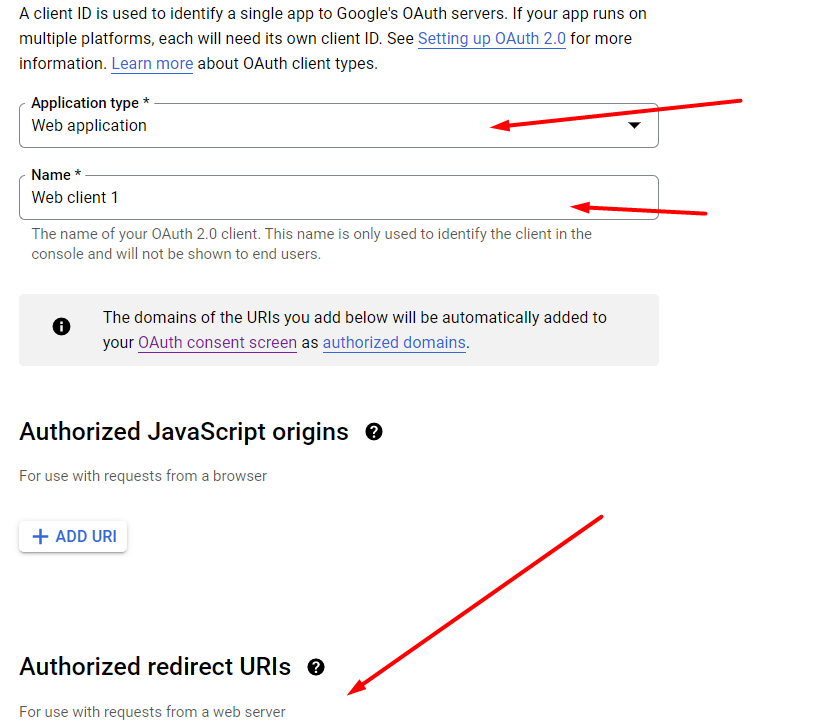 A client ID is used to identify a single app to Google's OAuth servers. If your app runs on
multiple platforms, each will need its own client ID. See Setting up OAuth 2.0 for more
information. Learn more about OAuth client types.
Application type *
Web application
Name *
Web client 1
The name of your OAuth 2.0 client. This name is only used to identify the client in the
console and will not be shown to end users.
The domains of the URIs you add below will be automatically added to
your OAuth consent screen as authorized domains.
Authorized JavaScript origins
For use with requests from a browser
+ ADD URI
Authorized redirect URIs
For use with requests from a web server